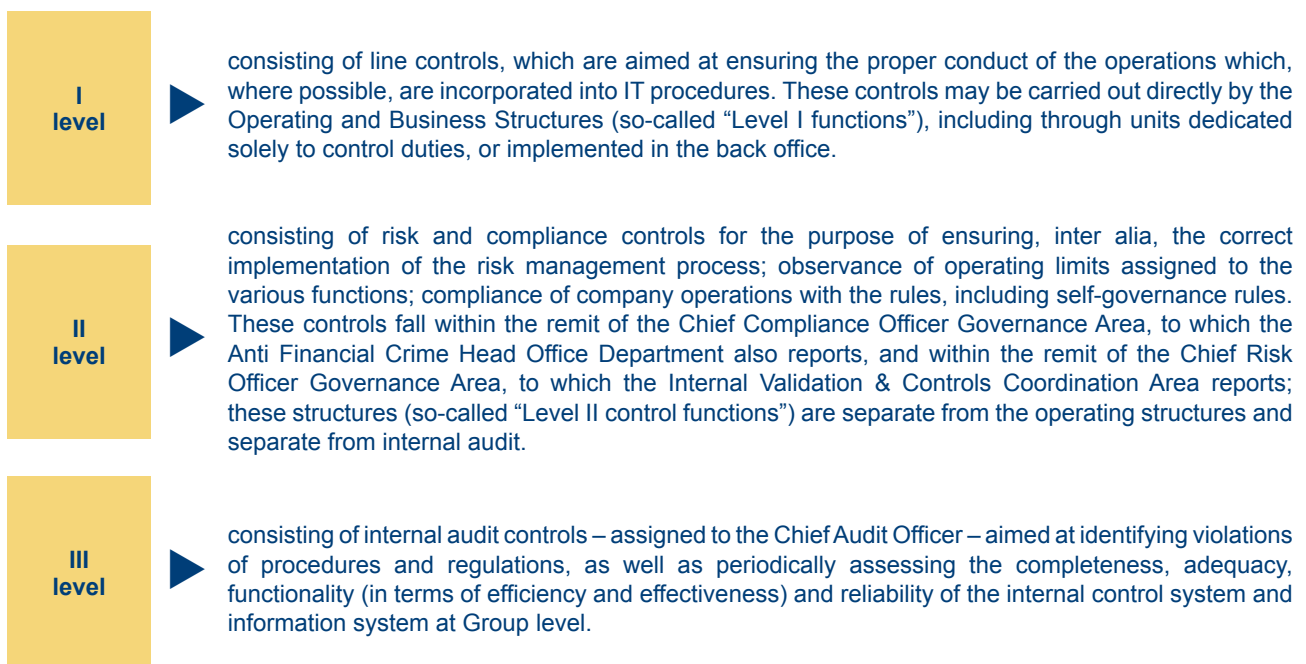 I
level
consisting of line controls, which are aimed at ensuring the proper conduct of the operations which,
where possible, are incorporated into IT procedures. These controls may be carried out directly by the
Operating and Business Structures (so-called “Level I functions”), including through units dedicated
solely to control duties, or implemented in the back office.
II
level
consisting of risk and compliance controls for the purpose of ensuring, inter alia, the correct
implementation of the risk management process; observance of operating limits assigned to the
various functions; compliance of company operations with the rules, including self-governance rules.
These controls fall within the remit of the Chief Compliance Officer Governance Area, to which the
Anti Financial Crime Head Office Department also reports, and within the remit of the Chief Risk
Officer Governance Area, to which the Internal Validation & Controls Coordination Area reports;
these structures (so-called “Level II control functions”) are separate from the operating structures and
separate from internal audit.
III
level
consisting of internal audit controls – assigned to the Chief Audit Officer – aimed at identifying violations
of procedures and regulations, as well as periodically assessing the completeness, adequacy,
functionality (in terms of efficiency and effectiveness) and reliability of the internal control system and
information system at Group level.